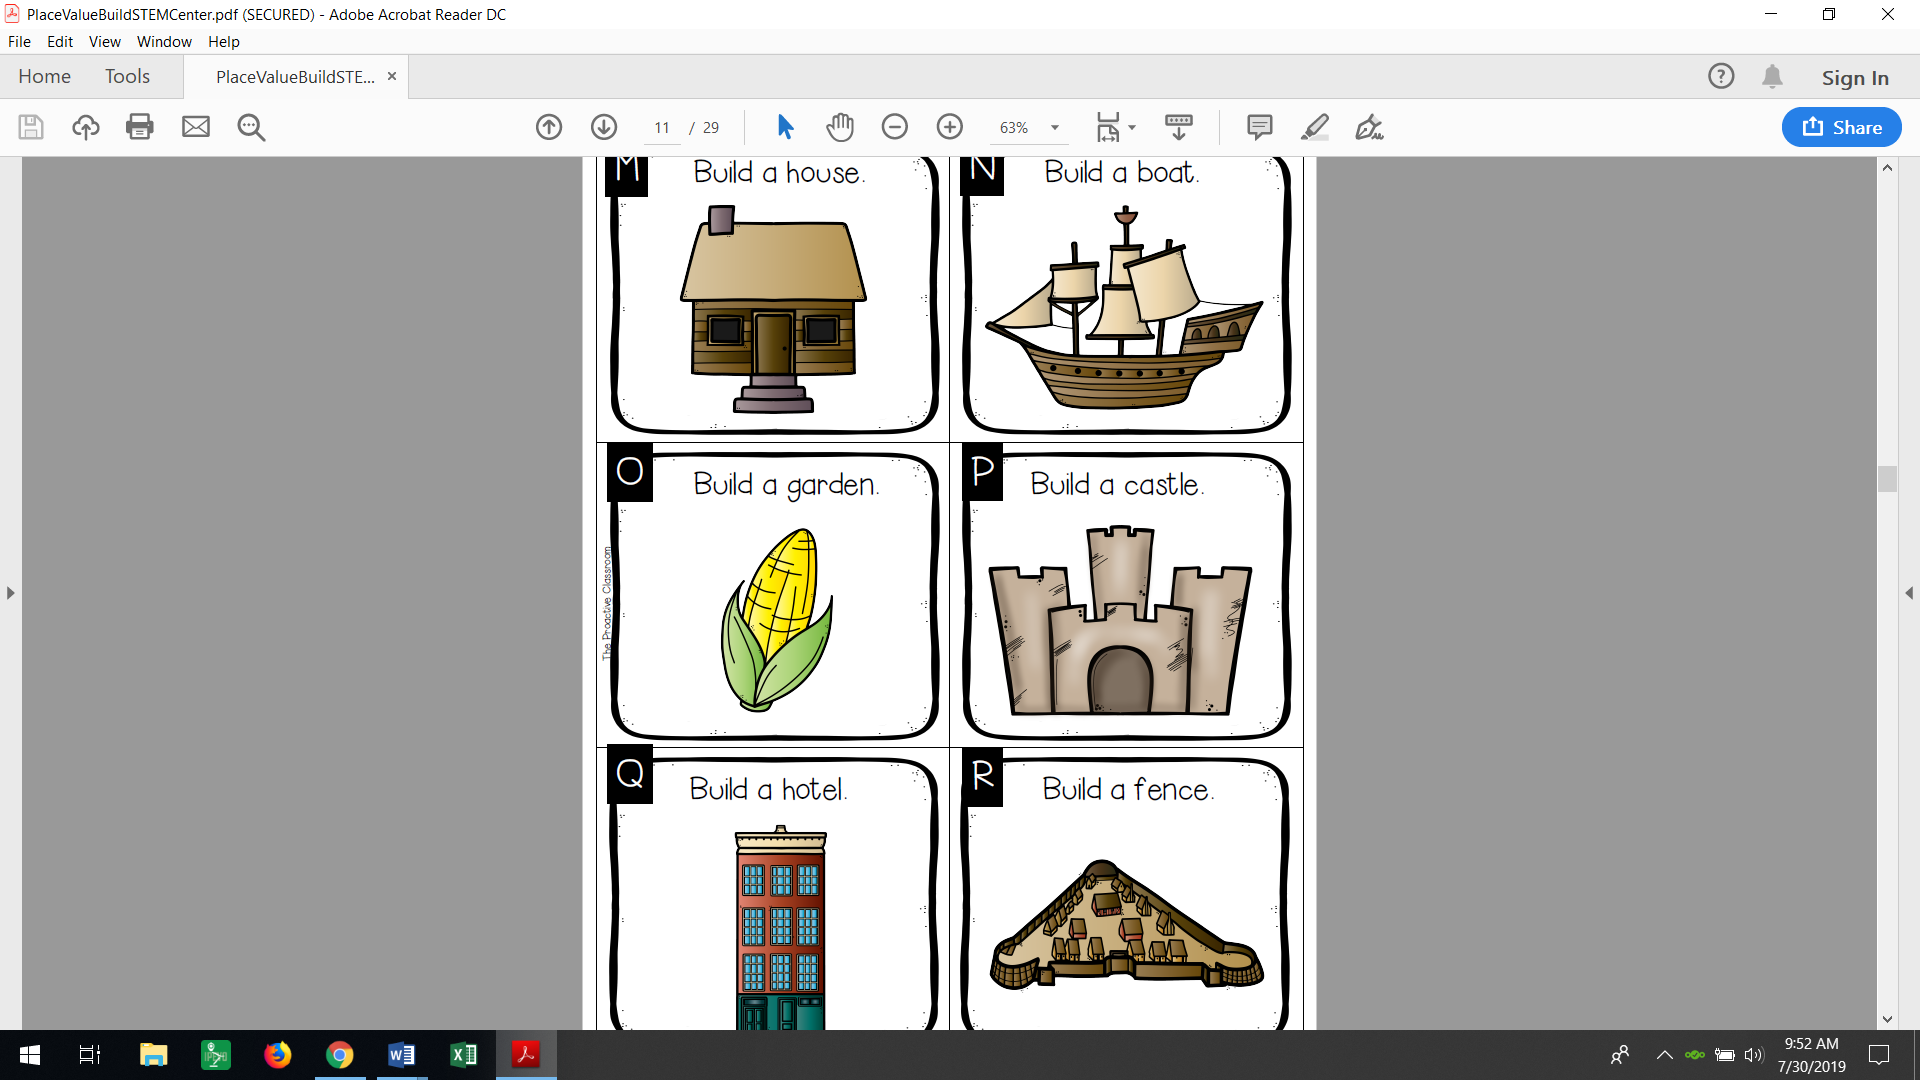 PlaceValueBuildSTEMCenter.pdf (SECURED) - Adobe Acrobat Reader DC
File Edit View Window Help
Home Tools PlaceValueBuildSTE... × Sign In
11 / 29 63% Share
M Build a house.
N Build a boat.
O Build a garden.
P Build a castle.
The Proactive Classroom
Q Build a hotel.
R Build a fence.
9:52 AM
7/30/2019